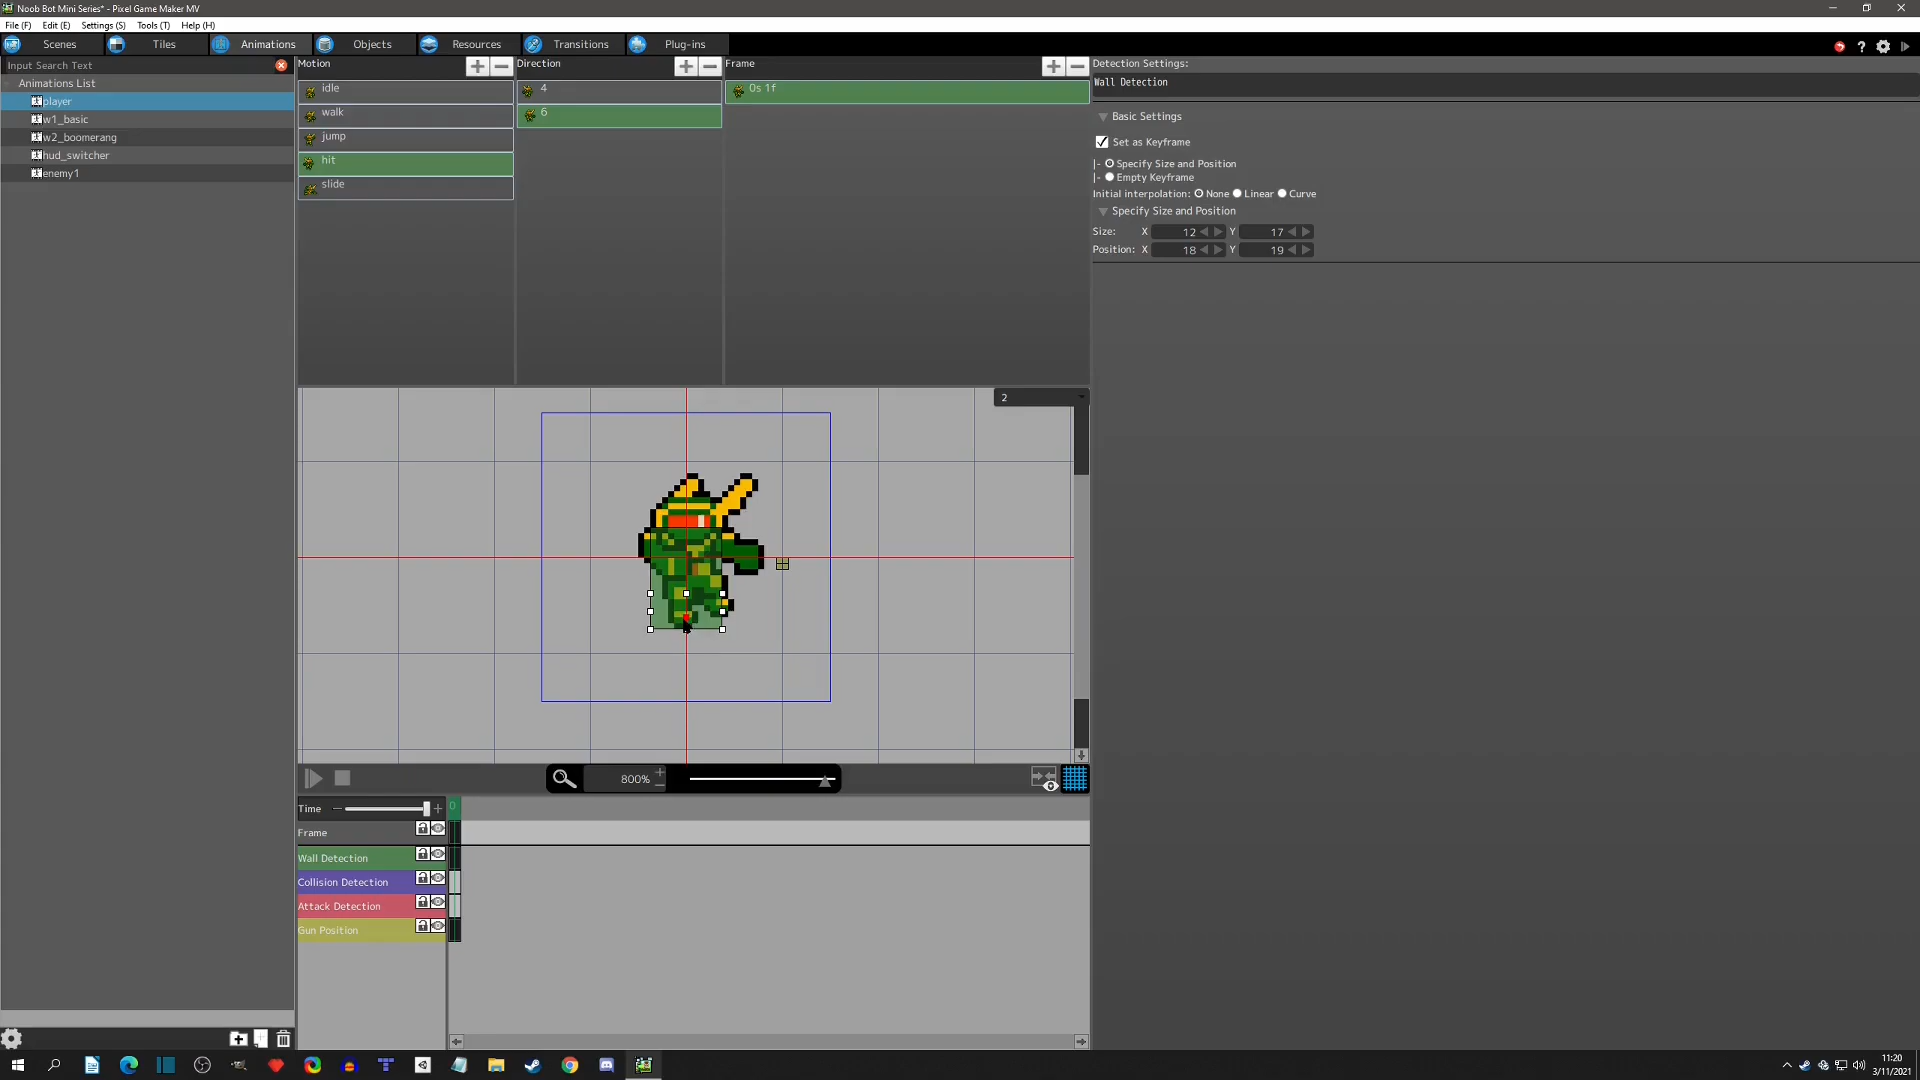 Noob Bot Mini Series* - Pixel Game Maker MV
File (F) Edit (E) Settings (S) Tools (T) Help (H)
Scenes Tiles Animations Objects Resources Transitions Plug-ins
Input Search Text
Animations List
player
w1_basic
w2_boomerang
hud_switcher
enemy1
Motion
idle
walk
jump
hit
slide
Direction
4
6
Frame
0s 1f
Detection Settings:
Wall Detection
Basic Settings
Set as Keyframe
|- Specify Size and Position
|- Empty Keyframe
Initial interpolation: None Linear Curve
Specify Size and Position
Size: X 12 Y 17
Position: X 18 Y 19
2
800%
Time 0
Frame
Wall Detection
Collision Detection
Attack Detection
Gun Position
11:20
3/11/2021